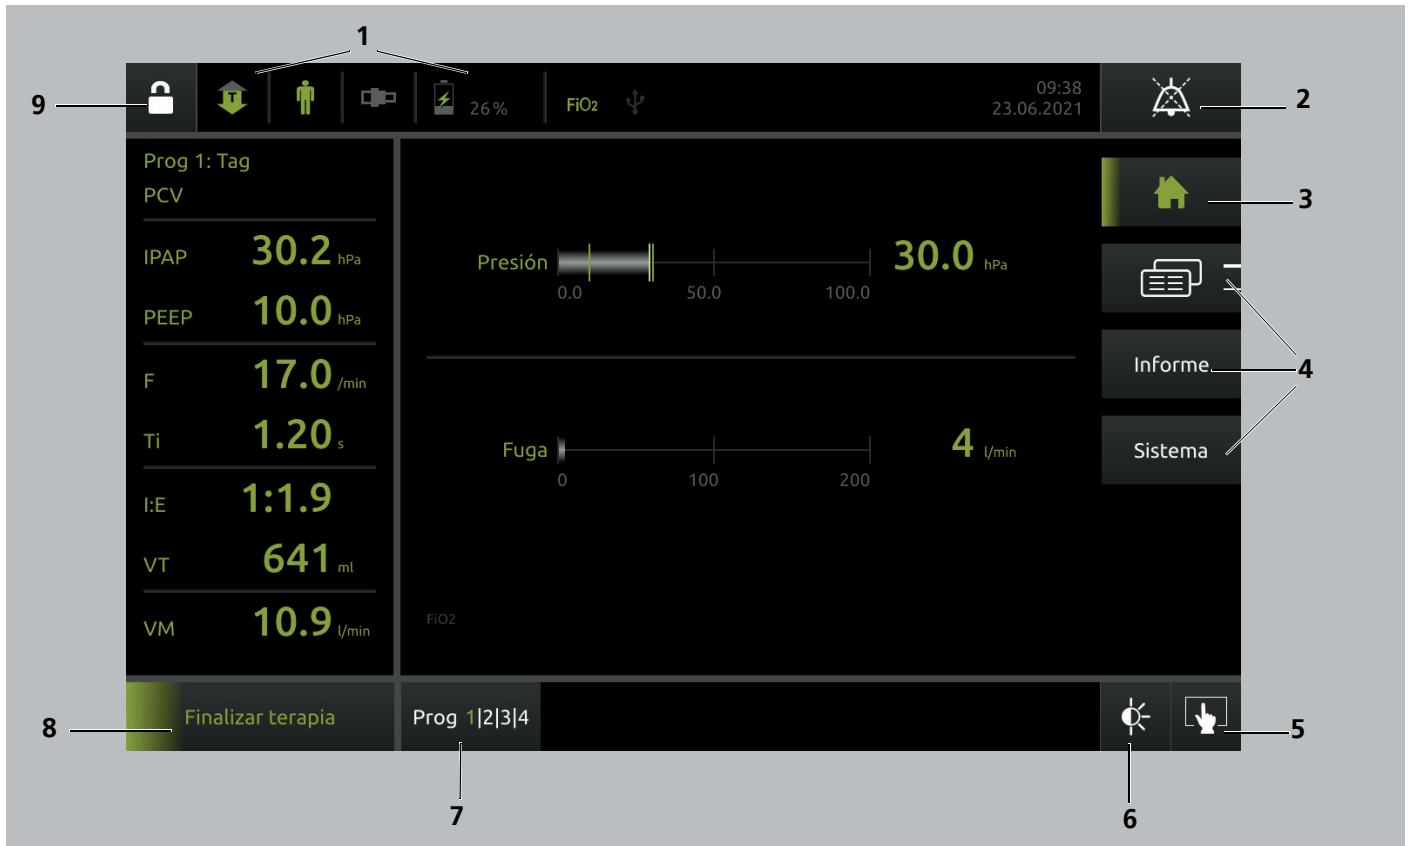 1
9
26%
FiO2
09:38
23.06.2021
2
Prog 1: Tag
PCV
IPAP 30.2 hPa
PEEP 10.0 hPa
F 17.0 /min
Ti 1.20 s
I:E 1:1.9
VT 641 ml
VM 10.9 l/min
Presión 30.0 hPa
0.0 50.0 100.0
Fuga 4 l/min
0 100 200
FiO2
3
Informe
4
Sistema
8
Finalizar terapia
Prog 1|2|3|4
5
7
6
T